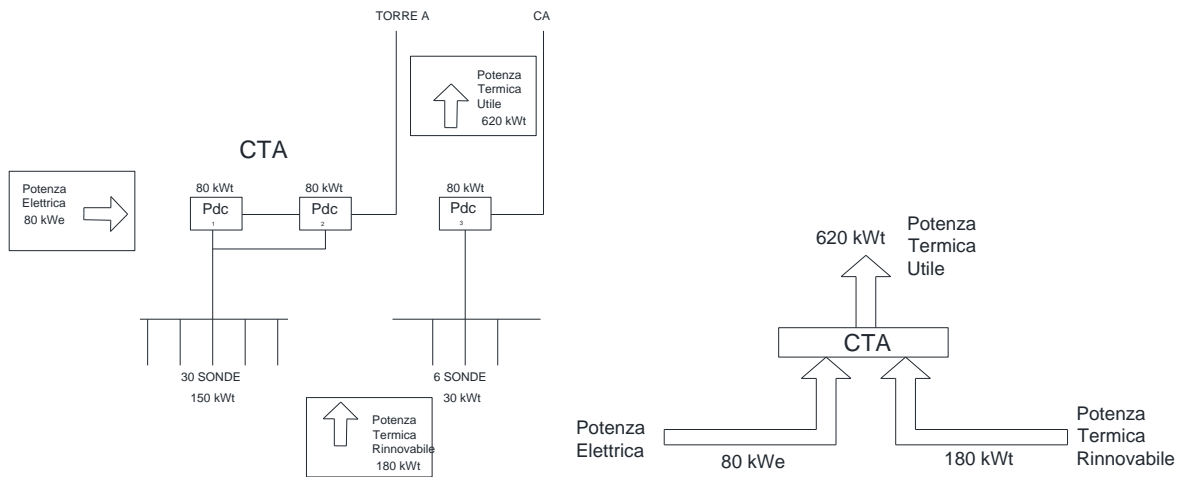 TORRE A
CA
Potenza
Termica
Utile
620 kWt
CTA
Potenza
Elettrica
80 kWe
80 kWt
Pdc
1
80 kWt
Pdc
2
80 kWt
Pdc
3
30 SONDE
150 kWt
6 SONDE
30 kWt
Potenza
Termica
Rinnovabile
180 kWt
620 kWt
Potenza
Termica
Utile
CTA
Potenza
Elettrica
80 kWe
180 kWt
Potenza
Termica
Rinnovabile